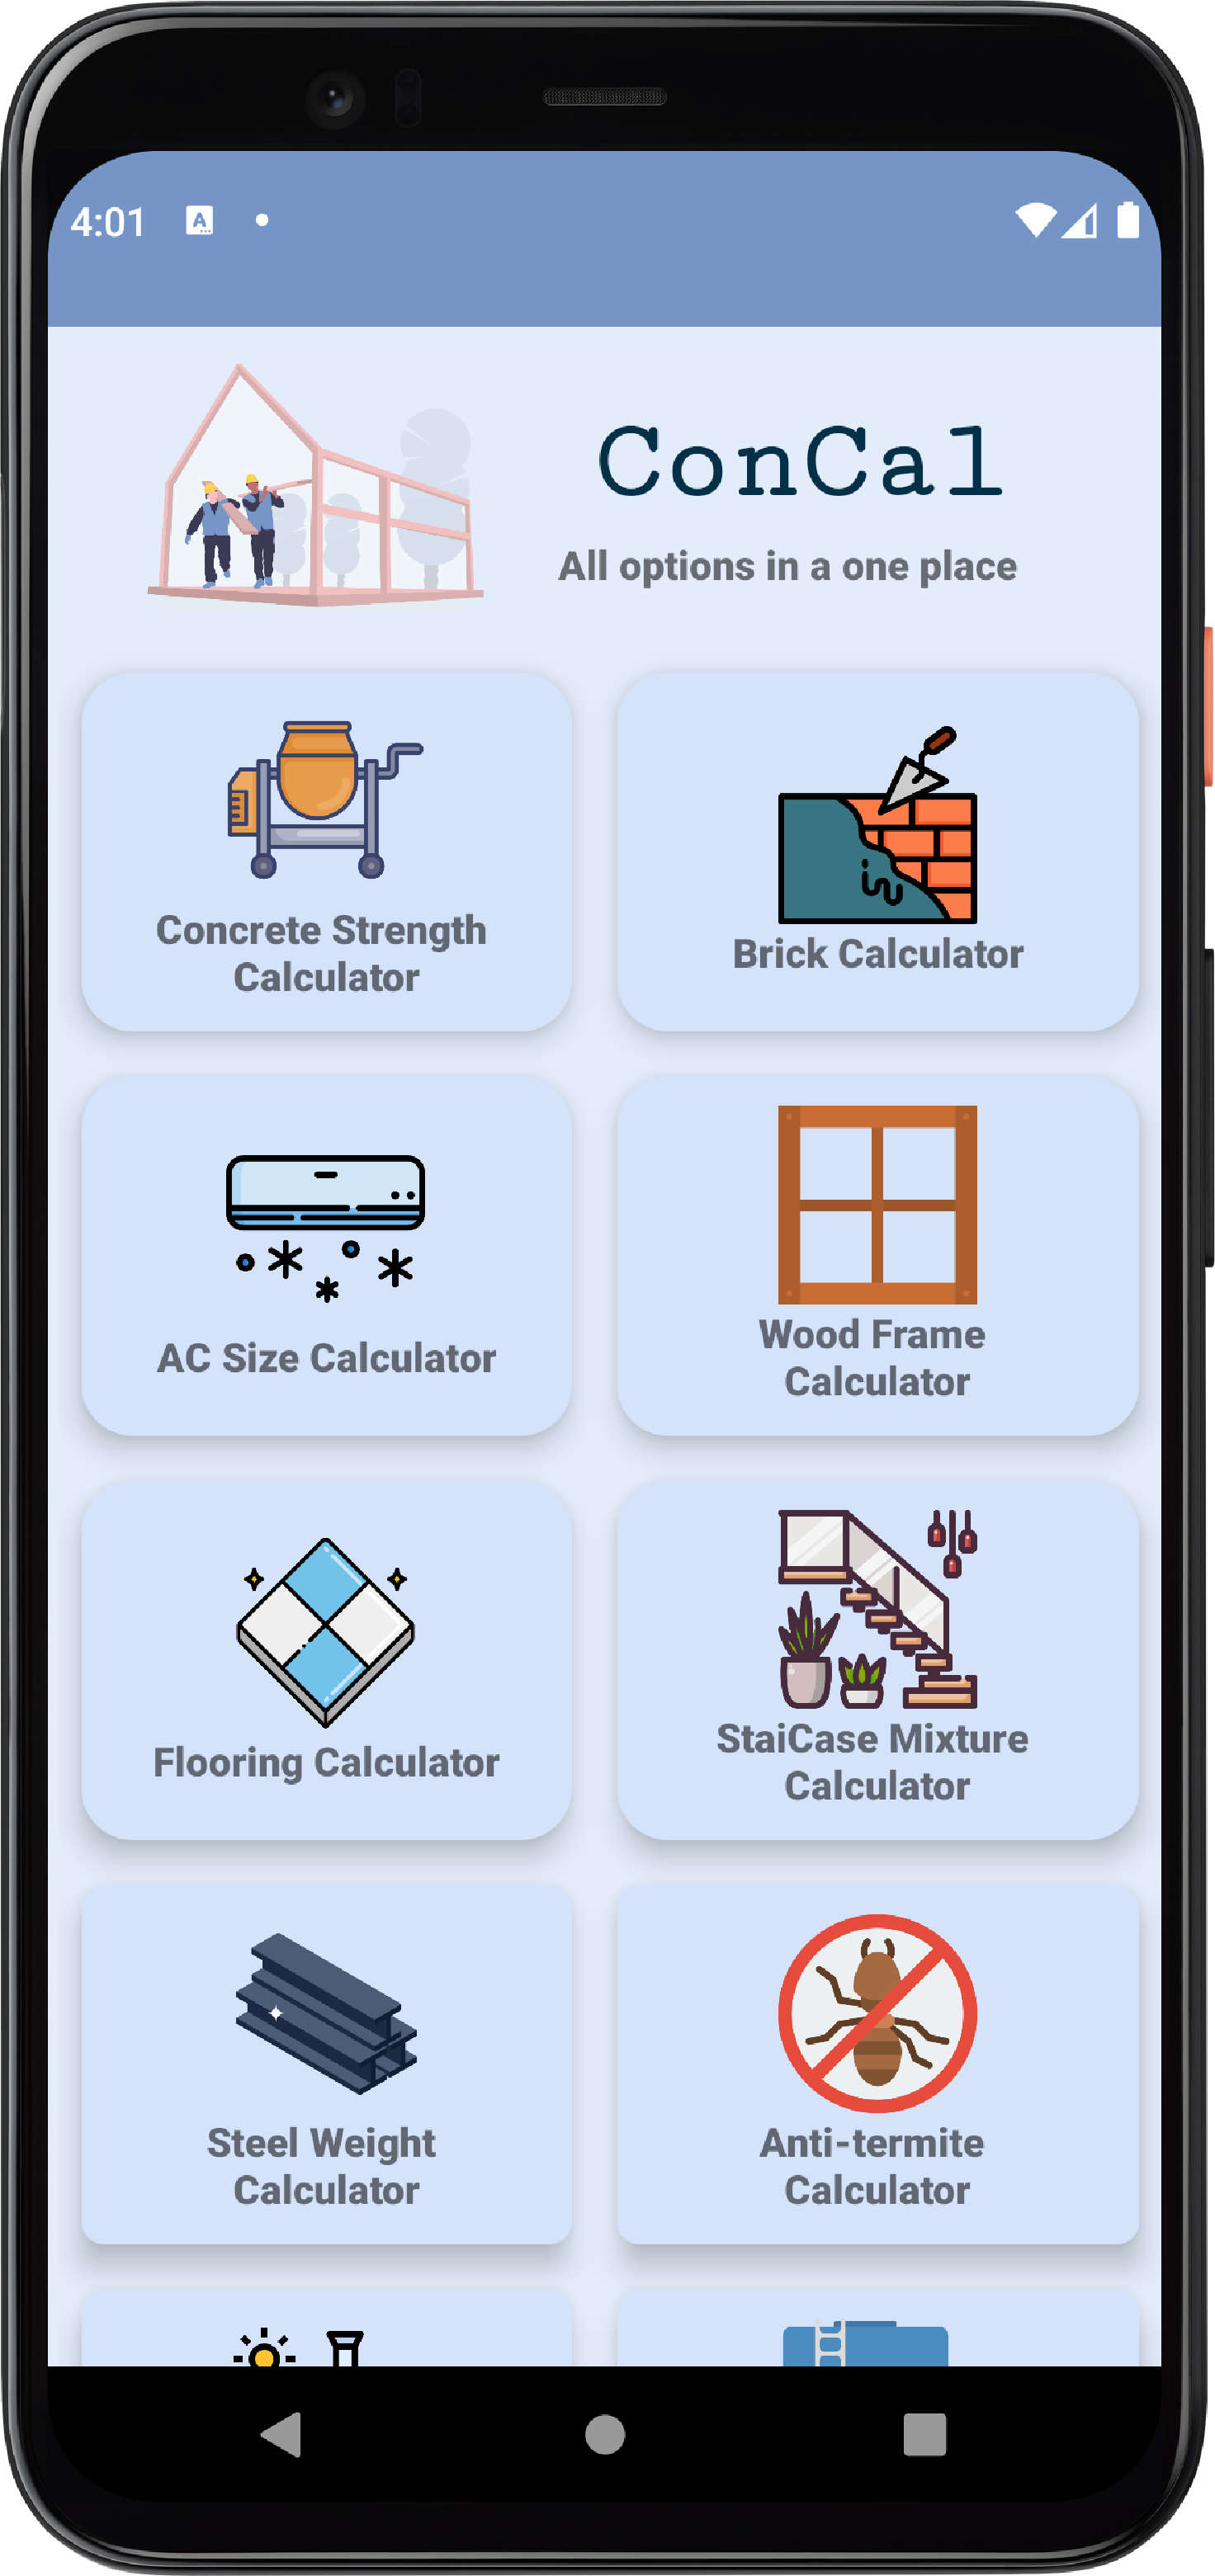 4:01
A
ConCal
All options in a one place
Concrete Strength
Calculator
Brick Calculator
AC Size Calculator
Wood Frame
Calculator
Flooring Calculator
StaiCase Mixture
Calculator
Steel Weight
Calculator
Anti-termite
Calculator